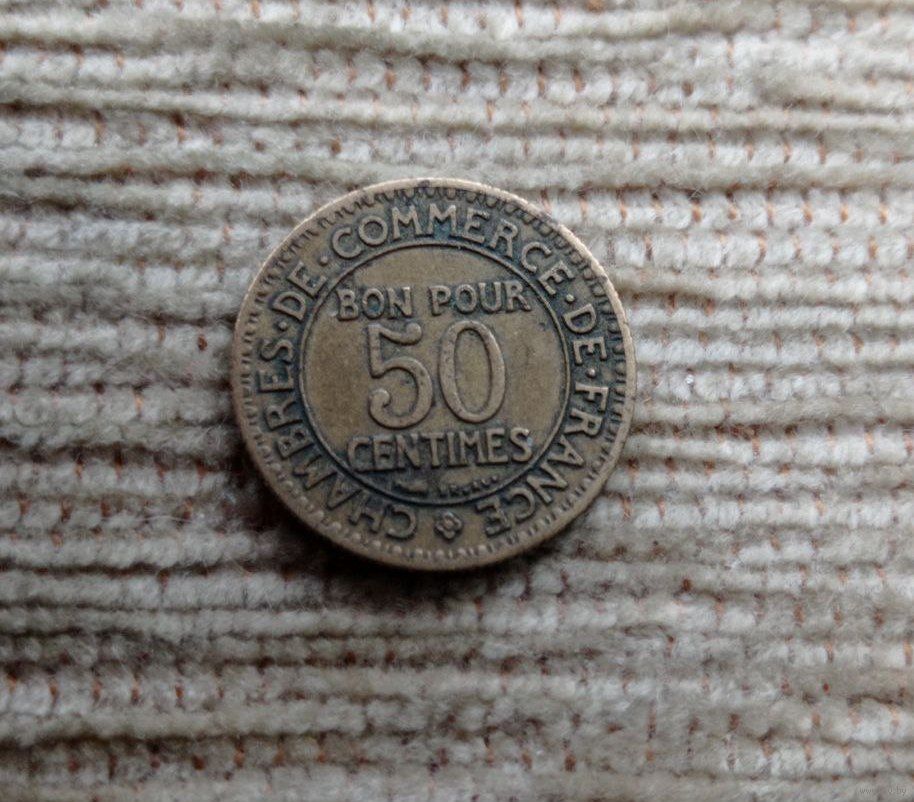 CHAMBRES·DE·COMMERCE·DE·FRANCE
BON POUR
50
CENTIMES